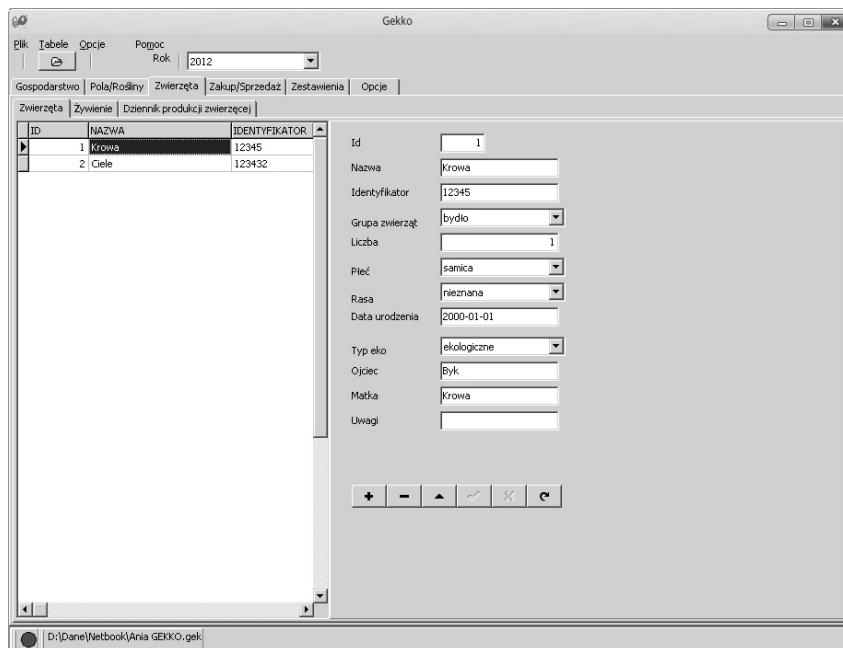 Gekko
Plik Tabele Opcje Pomoc
Rok 2012
Gospodarstwo Pola/Rośliny Zwierzęta Zakup/Sprzedaż Zestawienia Opcje
Zwierzęta Żywienie Dziennik produkcji zwierzęcej
ID NAZWA IDENTYFIKATOR
1 Krowa 12345
2 Ciele 123432
Id 1
Nazwa Krowa
Identyfikator 12345
Grupa zwierząt bydło
Liczba 1
Płeć samica
Rasa nieznana
Data urodzenia 2000-01-01
Typ eko ekologiczne
Ojciec Byk
Matka Krowa
Uwagi
D:\Dane\Netbook\Ania GEKKO.gek